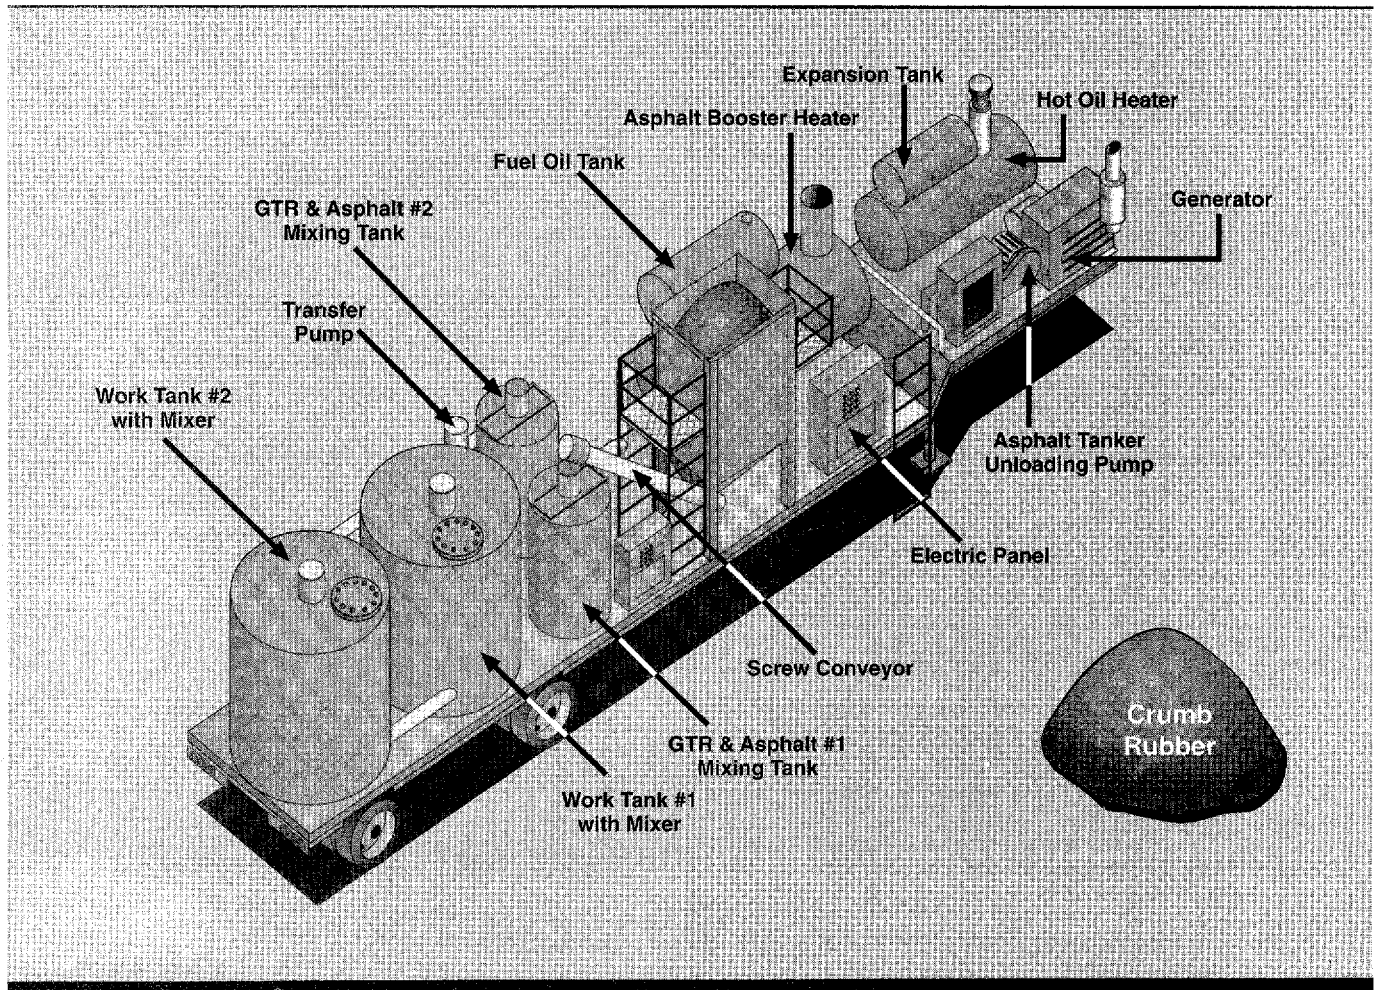 Expansion Tank
Hot Oil Heater
Asphalt Booster Heater
Fuel Oil Tank
Generator
GTR & Asphalt #2
Mixing Tank
Transfer
Pump
Work Tank #2
with Mixer
Asphalt Tanker
Unloading Pump
Electric Panel
Screw Conveyor
GTR & Asphalt #1
Mixing Tank
Work Tank #1
with Mixer
Crumb
Rubber